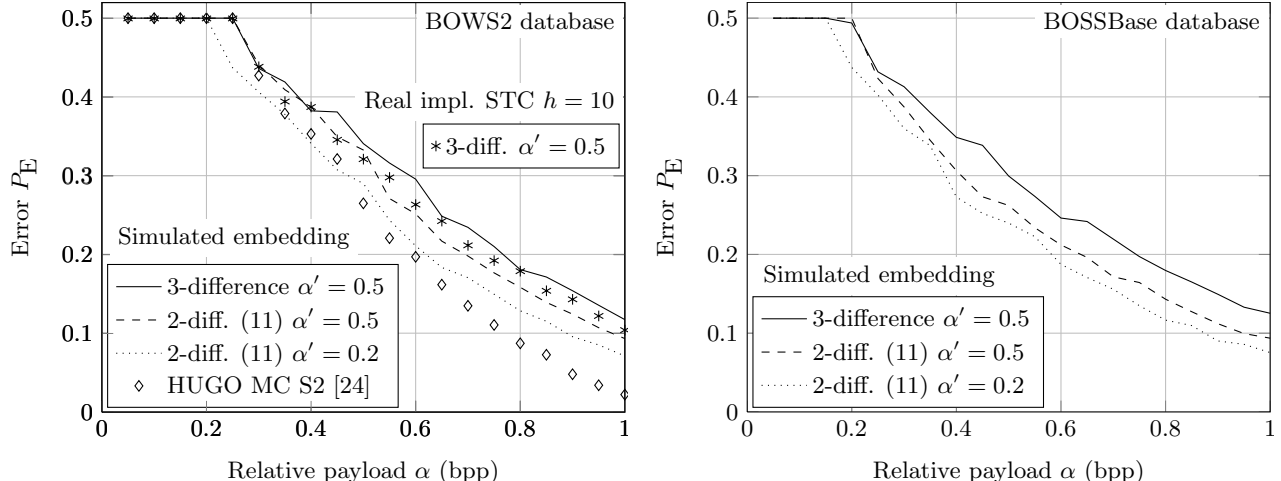 BOWS2 database
Real impl. STC h = 10
3-diff. α′ = 0.5
Simulated embedding
3-difference α′ = 0.5
2-diff. (11) α′ = 0.5
2-diff. (11) α′ = 0.2
HUGO MC S2 [24]
Error PE
0.5
0.4
0.3
0.2
0.1
0
0 0.2 0.4 0.6 0.8 1
Relative payload α (bpp)
BOSSBase database
Simulated embedding
3-difference α′ = 0.5
2-diff. (11) α′ = 0.5
2-diff. (11) α′ = 0.2
Error PE
0.5
0.4
0.3
0.2
0.1
0
0 0.2 0.4 0.6 0.8 1
Relative payload α (bpp)